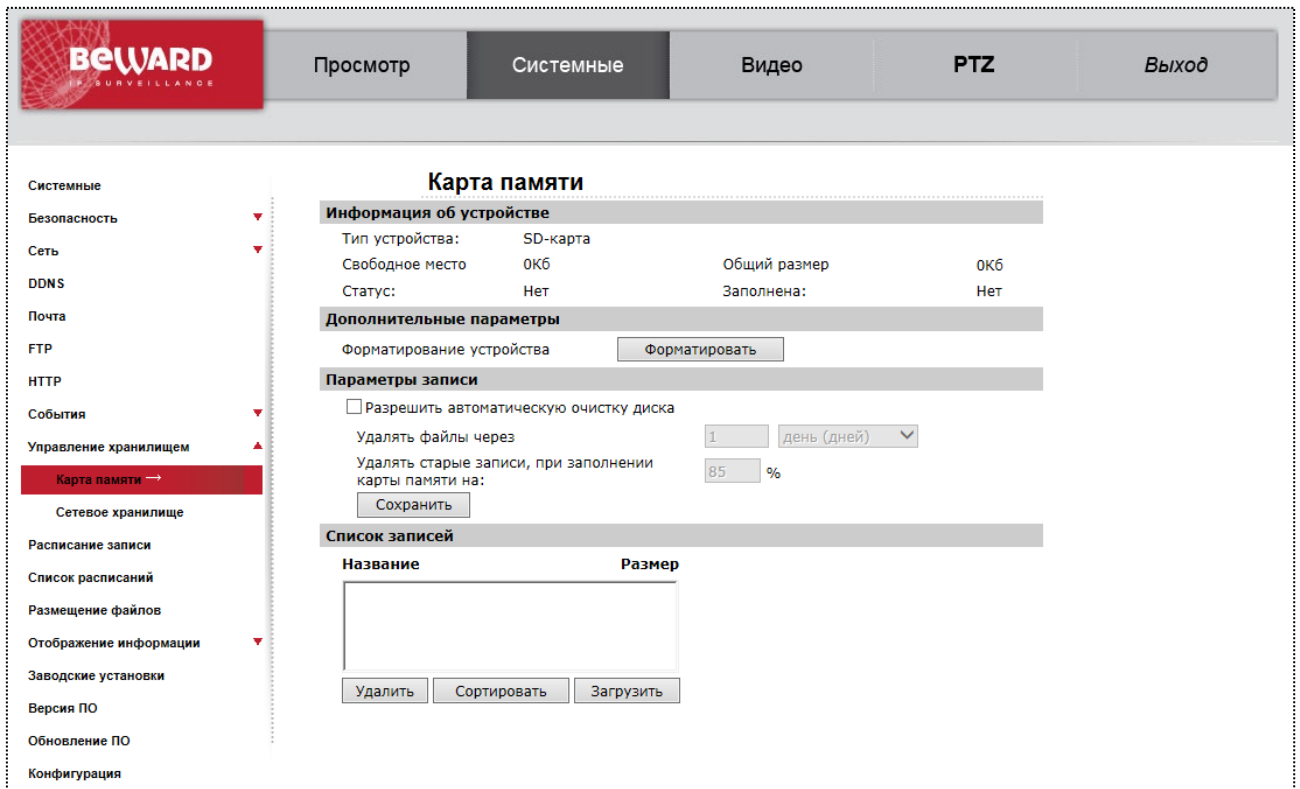 BEWARD
IP SURVEILLANCE
Просмотр Системные Видео PTZ Выход
Системные
Безопасность
Сеть
DDNS
Почта
FTP
HTTP
События
Управление хранилищем
Карта памяти →
Сетевое хранилище
Расписание записи
Список расписаний
Размещение файлов
Отображение информации
Заводские установки
Версия ПО
Обновление ПО
Конфигурация
Карта памяти
Информация об устройстве
Тип устройства: SD-карта
Свободное место 0Кб Общий размер 0Кб
Статус: Нет Заполнена: Нет
Дополнительные параметры
Форматирование устройства Форматировать
Параметры записи
Разрешить автоматическую очистку диска
Удалять файлы через 1 день (дней)
Удалять старые записи, при заполнении
карты памяти на: 85 %
Сохранить
Список записей
Название Размер
Удалить Сортировать Загрузить